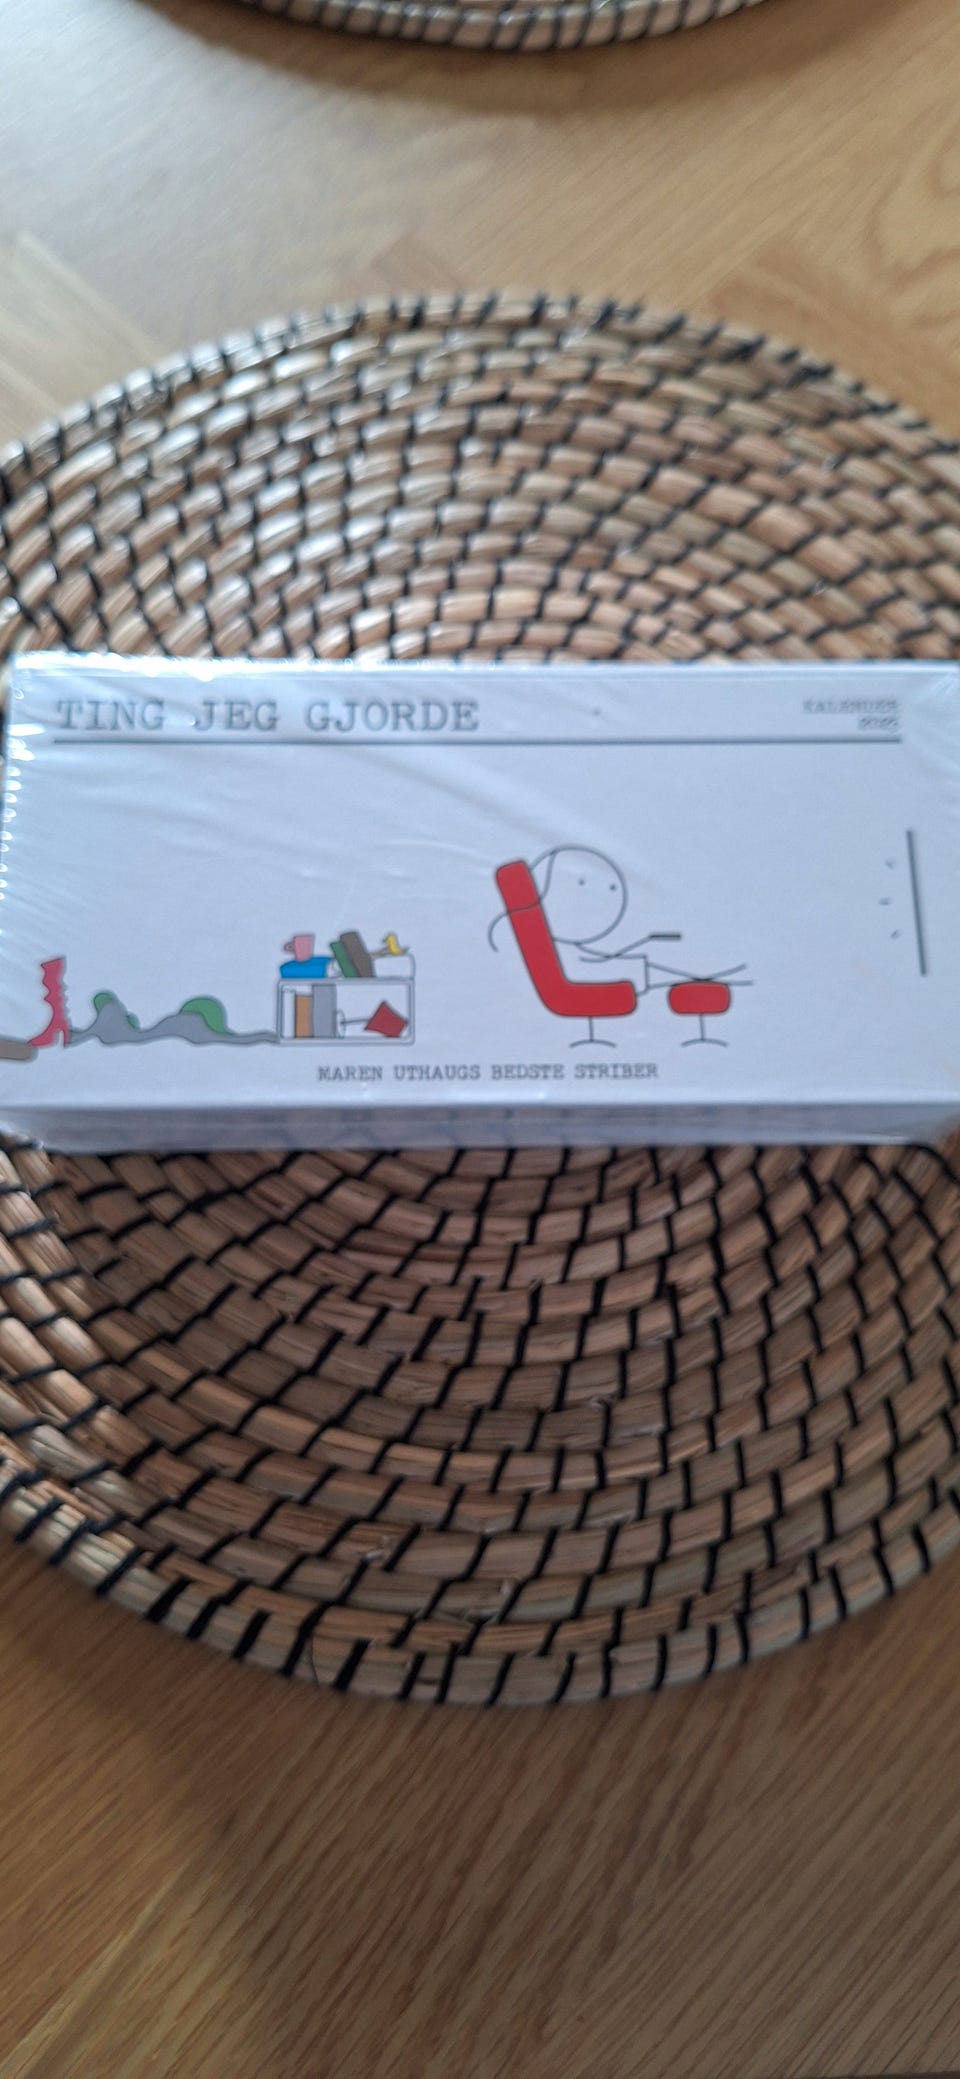 TING JEG GJORDE
KALENDER
MAREN UTHAUGS BEDSTE STRIBER